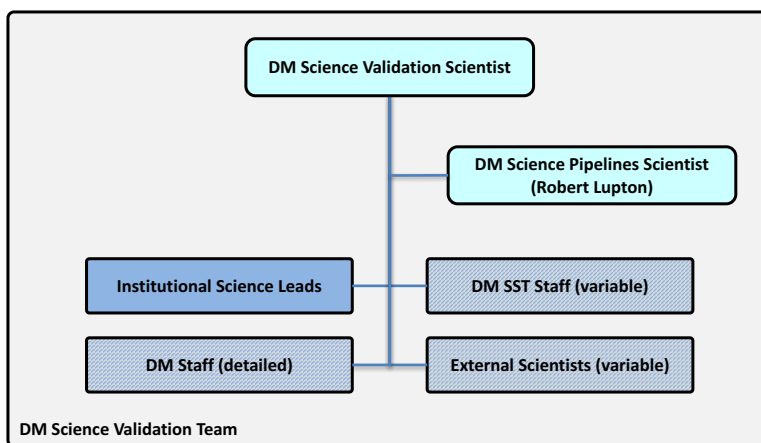 DM Science Validation Scientist
DM Science Pipelines Scientist
(Robert Lupton)
Institutional Science Leads
DM SST Staff (variable)
DM Staff (detailed)
External Scientists (variable)
DM Science Validation Team